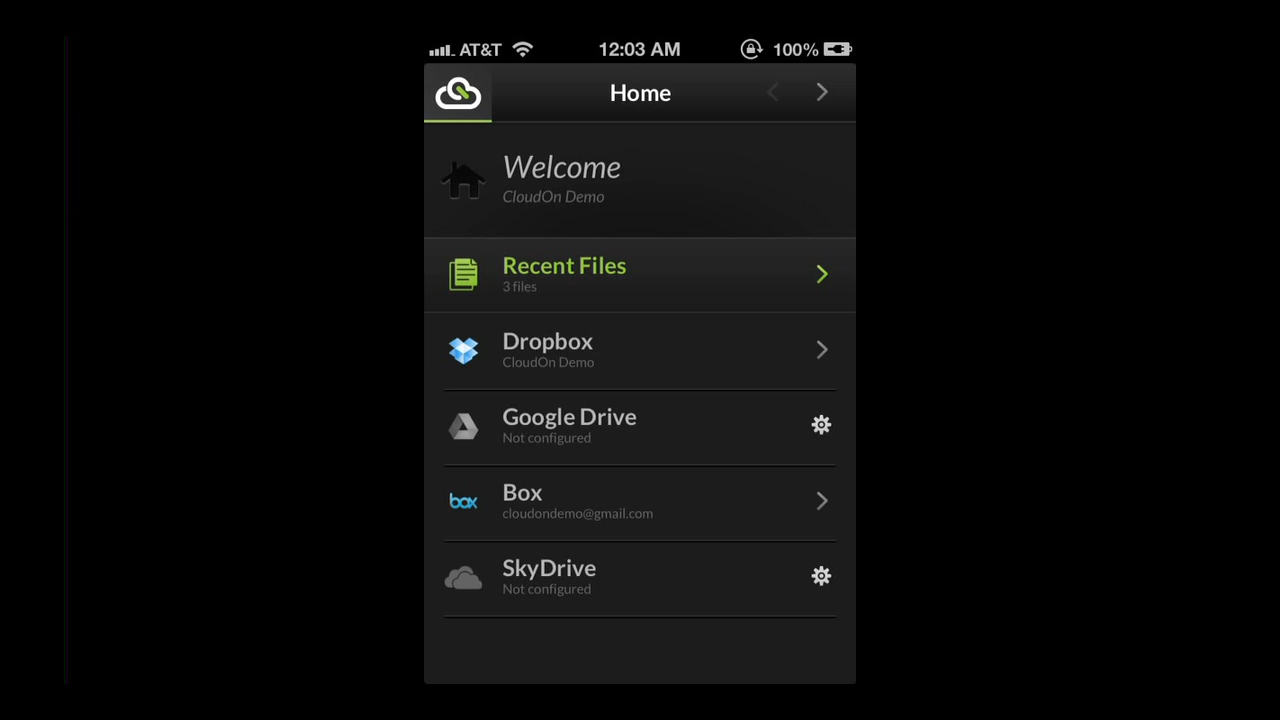 AT&T 12:03 AM 100%
Home
Welcome
CloudOn Demo
Recent Files
3 files
Dropbox
CloudOn Demo
Google Drive
Not configured
box
Box
cloudondemo@gmail.com
SkyDrive
Not configured